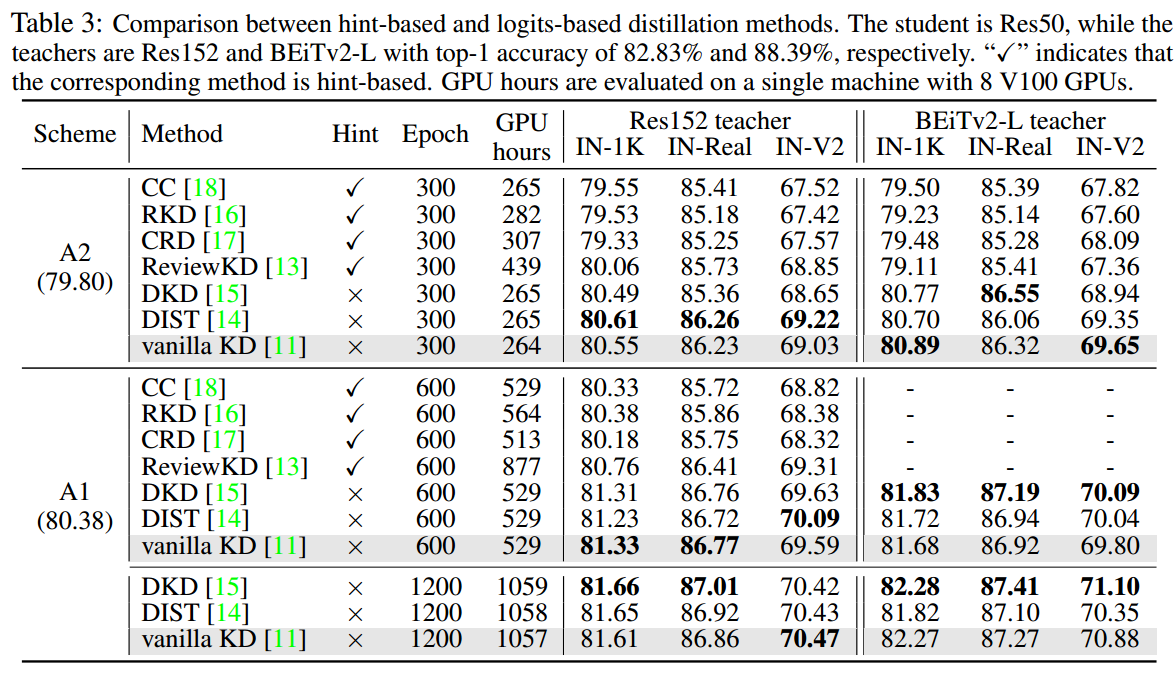 Table 3: Comparison between hint-based and logits-based distillation methods. The student is Res50, while the
teachers are Res152 and BEiTv2-L with top-1 accuracy of 82.83% and 88.39%, respectively. “✓” indicates that
the corresponding method is hint-based. GPU hours are evaluated on a single machine with 8 V100 GPUs.
Scheme Method Hint Epoch GPU hours Res152 teacher BEiTv2-L teacher
IN-1K IN-Real IN-V2 IN-1K IN-Real IN-V2
A2 (79.80)
CC [18] ✓ 300 265 79.55 85.41 67.52 79.50 85.39 67.82
RKD [16] ✓ 300 282 79.53 85.18 67.42 79.23 85.14 67.60
CRD [17] ✓ 300 307 79.33 85.25 67.57 79.48 85.28 68.09
ReviewKD [13] ✓ 300 439 80.06 85.73 68.85 79.11 85.41 67.36
DKD [15] × 300 265 80.49 85.36 68.65 80.77 86.55 68.94
DIST [14] × 300 265 80.61 86.26 69.22 80.70 86.06 69.35
vanilla KD [11] × 300 264 80.55 86.23 69.03 80.89 86.32 69.65
A1 (80.38)
CC [18] ✓ 600 529 80.33 85.72 68.82 - - -
RKD [16] ✓ 600 564 80.38 85.86 68.38 - - -
CRD [17] ✓ 600 513 80.18 85.75 68.32 - - -
ReviewKD [13] ✓ 600 877 80.76 86.41 69.31 - - -
DKD [15] × 600 529 81.31 86.76 69.63 81.83 87.19 70.09
DIST [14] × 600 529 81.23 86.72 70.09 81.72 86.94 70.04
vanilla KD [11] × 600 529 81.33 86.77 69.59 81.68 86.92 69.80
DKD [15] × 1200 1059 81.66 87.01 70.42 82.28 87.41 71.10
DIST [14] × 1200 1058 81.65 86.92 70.43 81.82 87.10 70.35
vanilla KD [11] × 1200 1057 81.61 86.86 70.47 82.27 87.27 70.88